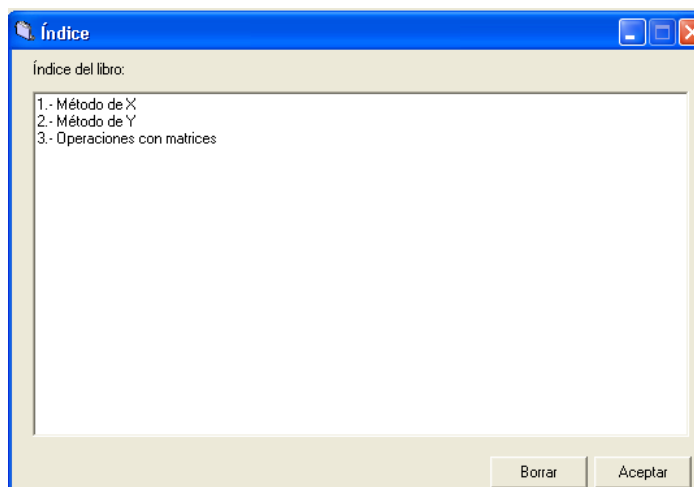 Índice
Índice del libro:
1.- Método de X
2.- Método de Y
3.- Operaciones con matrices
Borrar
Aceptar